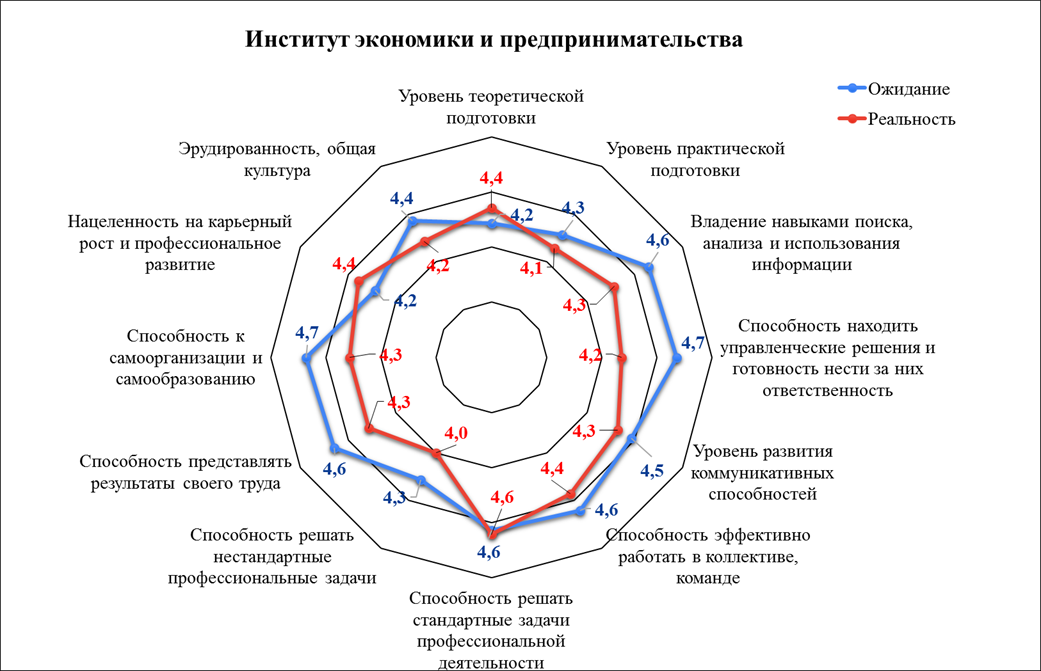 Институт экономики и предпринимательства
Ожидание
Реальность
Уровень теоретической
подготовки
Уровень практической
подготовки
Владение навыками поиска,
анализа и использования
информации
Способность находить
управленческие решения и
готовность нести за них
ответственность
Уровень развития
коммуникативных
способностей
Способность эффективно
работать в коллективе,
команде
Способность решать
стандартные задачи
профессиональной
деятельности
Способность решать
нестандартные
профессиональные задачи
Способность представлять
результаты своего труда
Способность к
самоорганизации и
самообразованию
Нацеленность на карьерный
рост и профессиональное
развитие
Эрудированность, общая
культура
4,2
4,3
4,6
4,7
4,5
4,6
4,6
4,3
4,6
4,7
4,2
4,4
4,4
4,1
4,3
4,2
4,3
4,4
4,6
4,0
4,3
4,3
4,4
4,2